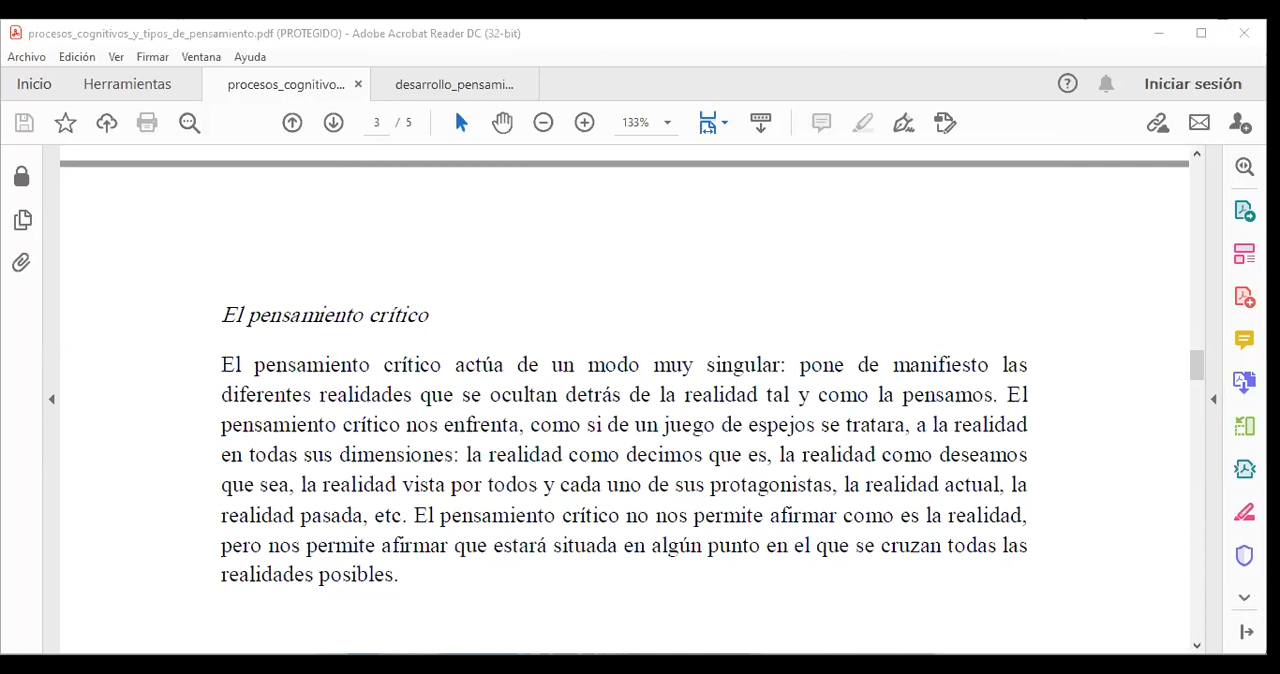 procesos_cognitivos_y_tipos_de_pensamiento.pdf (PROTEGIDO) - Adobe Acrobat Reader DC (32-bit)
Archivo Edición Ver Firmar Ventana Ayuda
Inicio Herramientas procesos_cognitivo... × desarrollo_pensami... Iniciar sesión
3 / 5 133%
El pensamiento crítico
El pensamiento crítico actúa de un modo muy singular: pone de manifiesto las
diferentes realidades que se ocultan detrás de la realidad tal y como la pensamos. El
pensamiento crítico nos enfrenta, como si de un juego de espejos se tratara, a la realidad
en todas sus dimensiones: la realidad como decimos que es, la realidad como deseamos
que sea, la realidad vista por todos y cada uno de sus protagonistas, la realidad actual, la
realidad pasada, etc. El pensamiento crítico no nos permite afirmar como es la realidad,
pero nos permite afirmar que estará situada en algún punto en el que se cruzan todas las
realidades posibles.